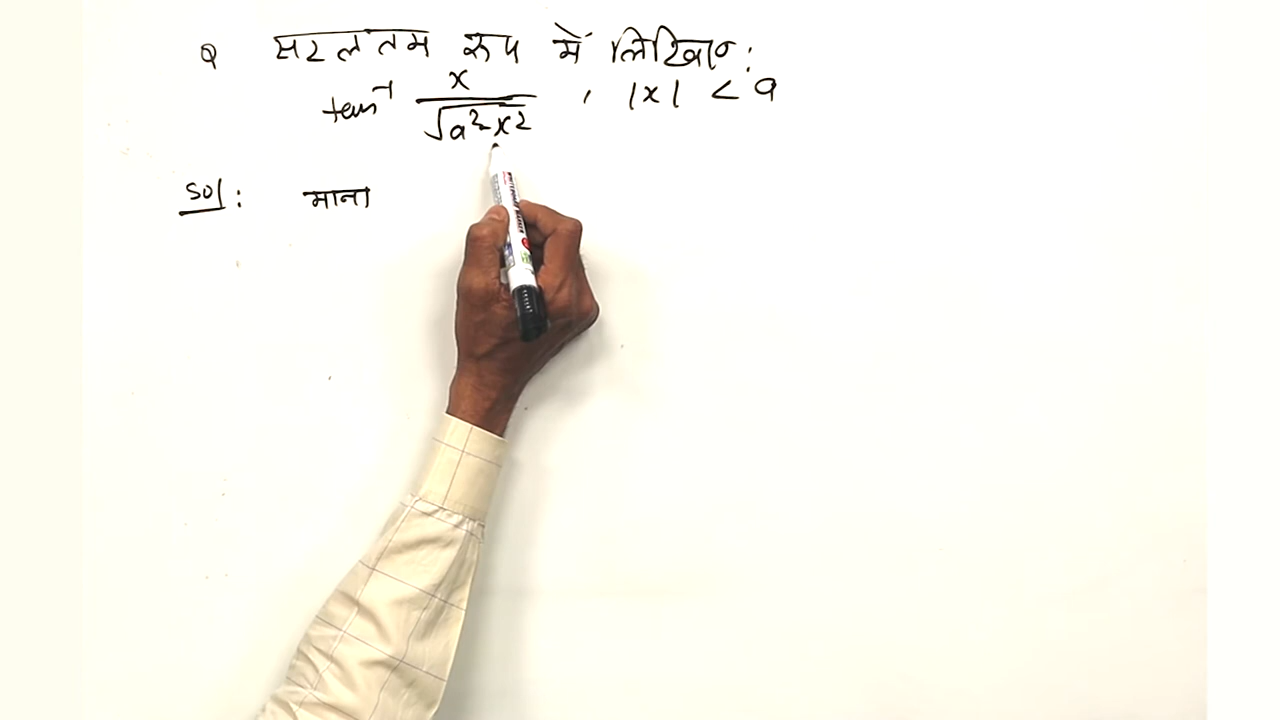 Q सरलतम रूप में लिखिए:
tan⁻¹ x/√(a²-x²) , |x| < a
Sol: माना